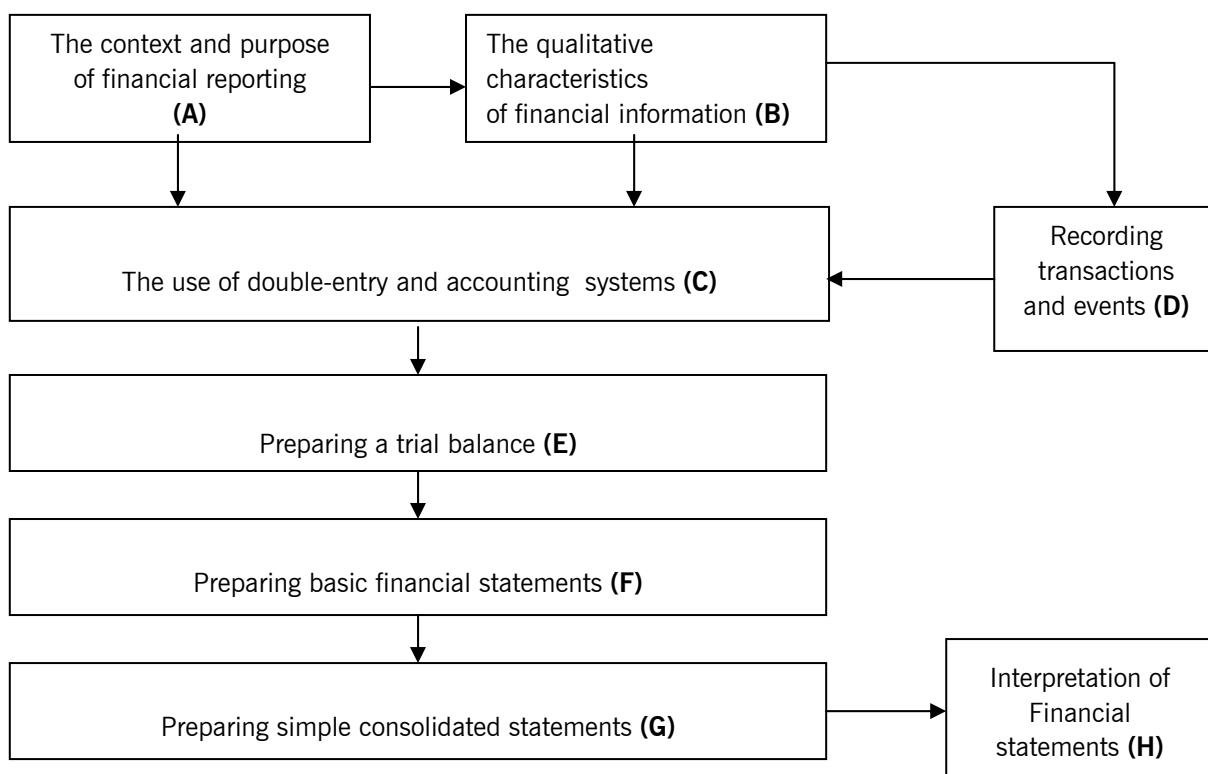 The context and purpose
of financial reporting
(A)
The qualitative
characteristics
of financial information (B)
The use of double-entry and accounting systems (C)
Recording
transactions
and events (D)
Preparing a trial balance (E)
Preparing basic financial statements (F)
Preparing simple consolidated statements (G)
Interpretation of
Financial
statements (H)